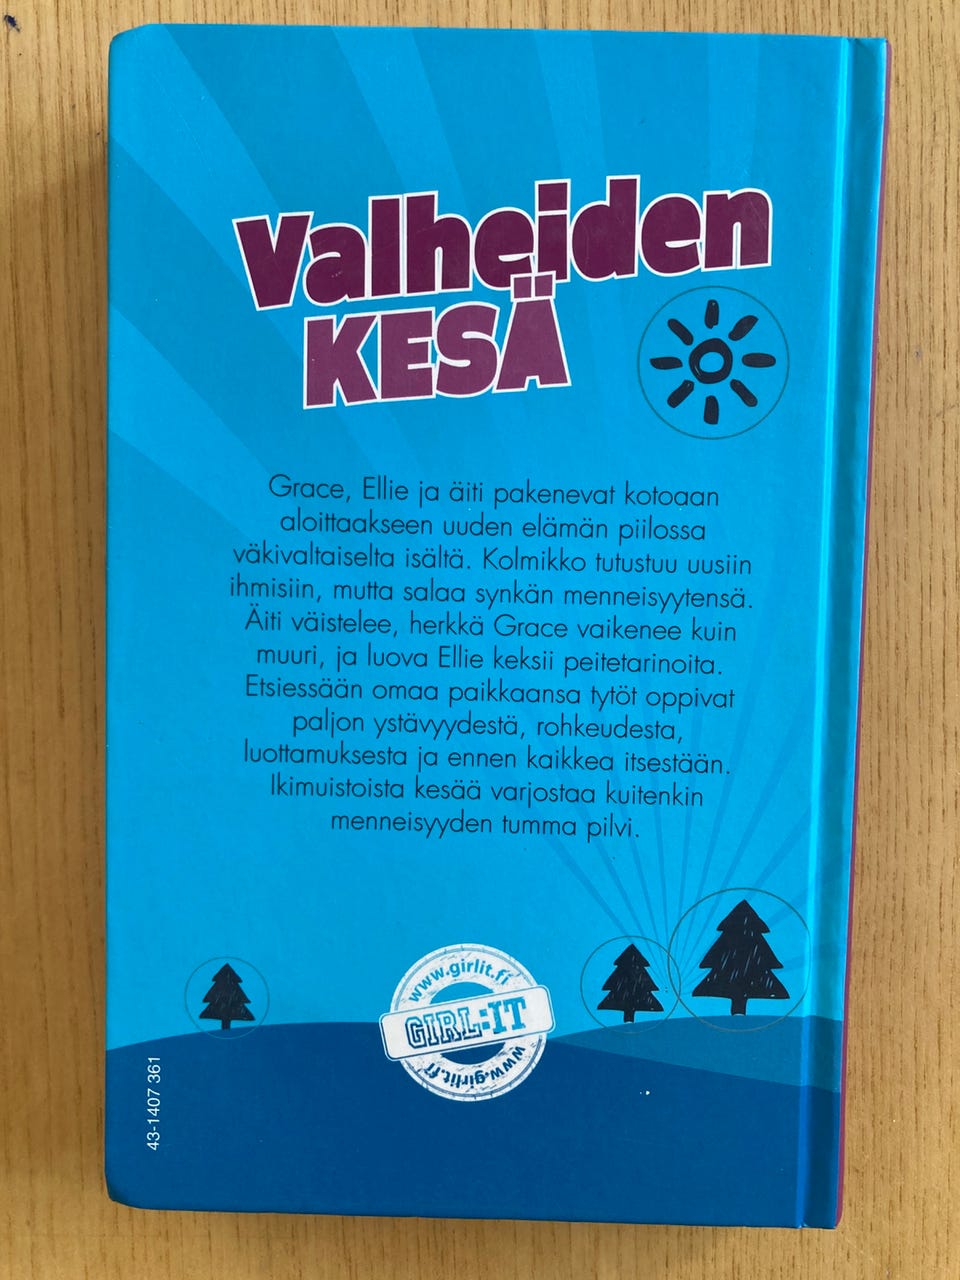 Valheiden
KESÄ
Grace, Ellie ja äiti pakenevat kotoaan
aloittaakseen uuden elämän piilossa
väkivaltaiselta isältä. Kolmikko tutustuu uusiin
ihmisiin, mutta salaa synkän menneisyytensä.
Äiti väistelee, herkkä Grace vaikenee kuin
muuri, ja luova Ellie keksii peitetarinoita.
Etsiessään omaa paikkaansa tytöt oppivat
paljon ystävyydestä, rohkeudesta,
luottamuksesta ja ennen kaikkea itsestään.
Ikimuistoista kesää varjostaa kuitenkin
menneisyyden tumma pilvi.
www.girlit.fi
GIRL:IT
www.girlit.fi
43-1407 361